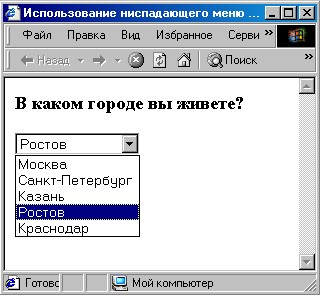 Использование ниспадающего меню ...
Файл Правка Вид Избранное Серви »
Назад Поиск »
В каком городе вы живете?
Ростов
Москва
Санкт-Петербург
Казань
Ростов
Краснодар
Готово Мой компьютер